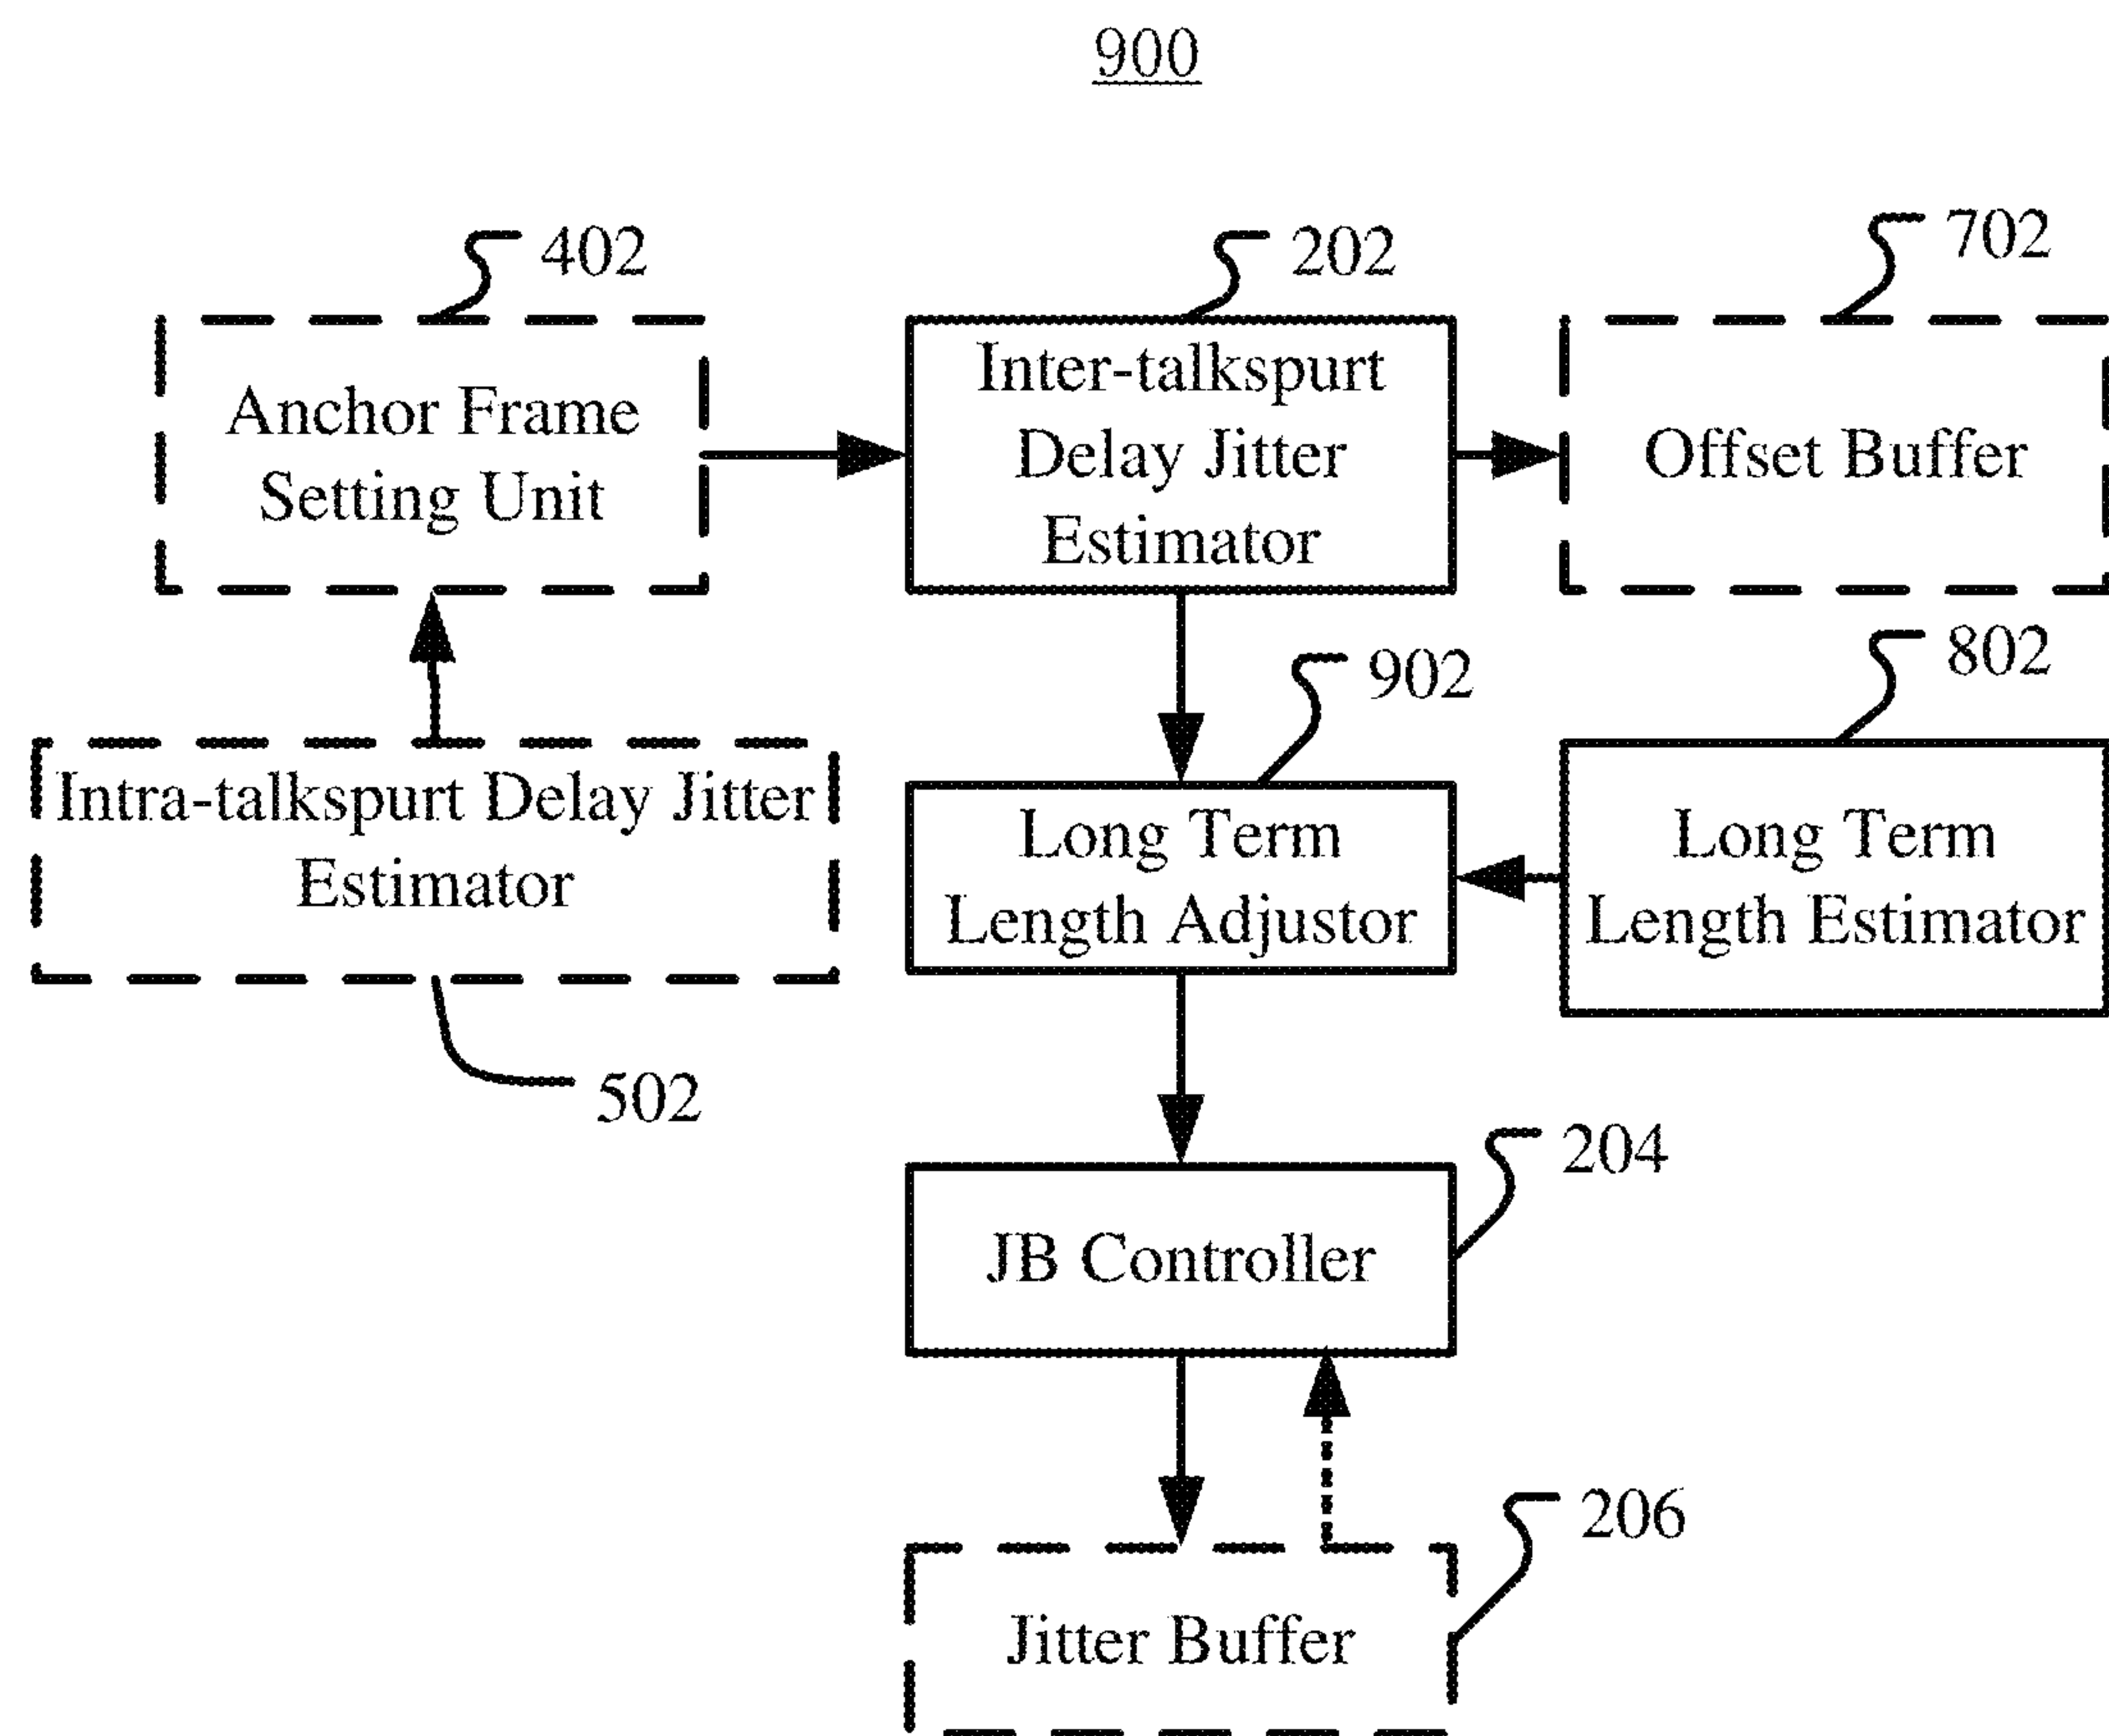 900
402
202
702
Anchor Frame
Setting Unit
Inter-talkspurt
Delay Jitter
Estimator
Offset Buffer
902
802
Intra-talkspurt Delay Jitter
Estimator
Long Term
Length Adjustor
Long Term
Length Estimator
502
204
JB Controller
206
Jitter Buffer